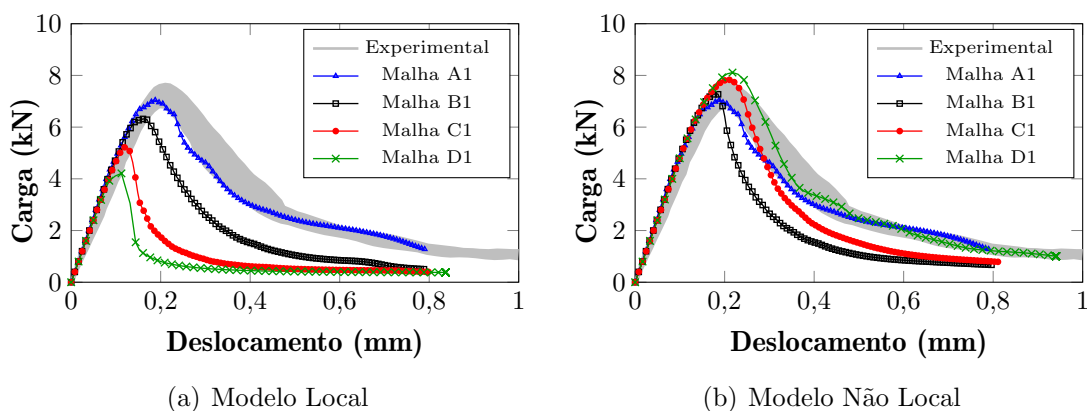 10
8
6
4
2
0
Carga (kN)
0
0,2
0,4
0,6
0,8
1
Deslocamento (mm)
Experimental
Malha A1
Malha B1
Malha C1
Malha D1
(a) Modelo Local
10
8
6
4
2
0
Carga (kN)
0
0,2
0,4
0,6
0,8
1
Deslocamento (mm)
Experimental
Malha A1
Malha B1
Malha C1
Malha D1
(b) Modelo Não Local